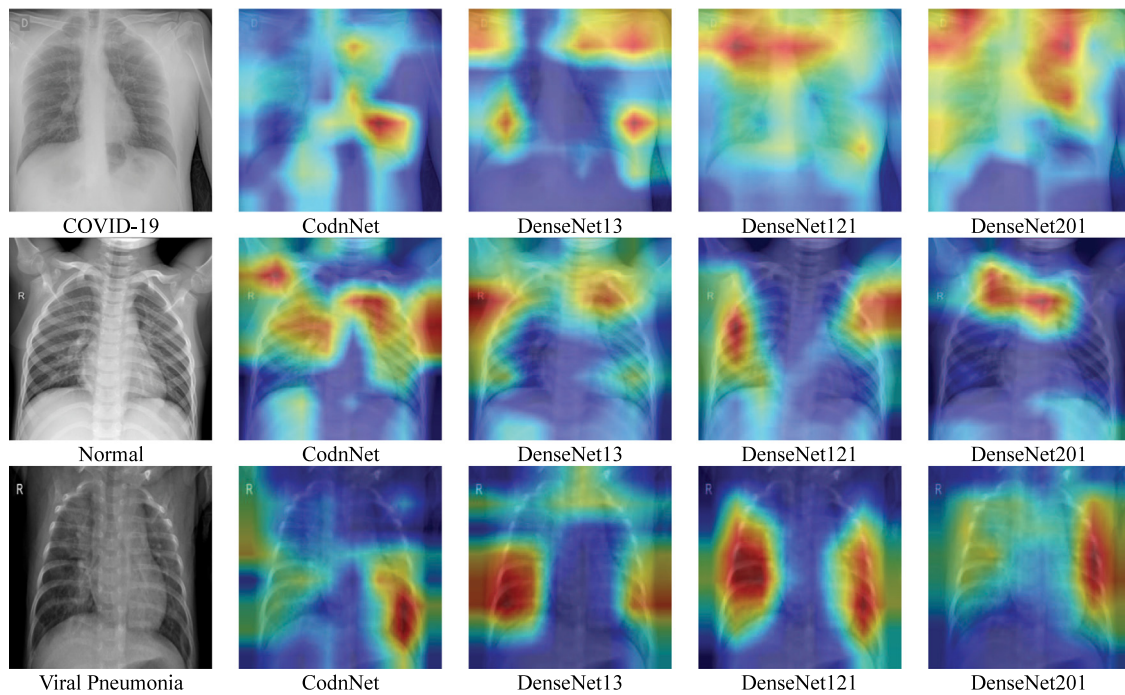 D
COVID-19 CodnNet DenseNet13 DenseNet121 DenseNet201
R R R R R
Normal CodnNet DenseNet13 DenseNet121 DenseNet201
R R R R R
Viral Pneumonia CodnNet DenseNet13 DenseNet121 DenseNet201